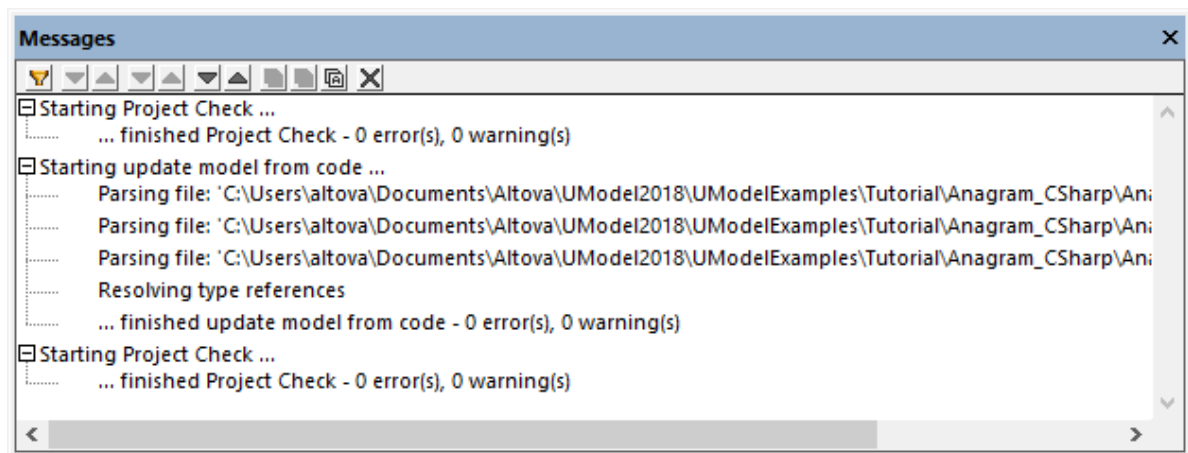 Messages
Starting Project Check ...
... finished Project Check - 0 error(s), 0 warning(s)
Starting update model from code ...
Parsing file: 'C:\Users\altova\Documents\Altova\UModel2018\UModelExamples\Tutorial\Anagram_CSharp\Ana
Parsing file: 'C:\Users\altova\Documents\Altova\UModel2018\UModelExamples\Tutorial\Anagram_CSharp\Ana
Parsing file: 'C:\Users\altova\Documents\Altova\UModel2018\UModelExamples\Tutorial\Anagram_CSharp\Ana
Resolving type references
... finished update model from code - 0 error(s), 0 warning(s)
Starting Project Check ...
... finished Project Check - 0 error(s), 0 warning(s)